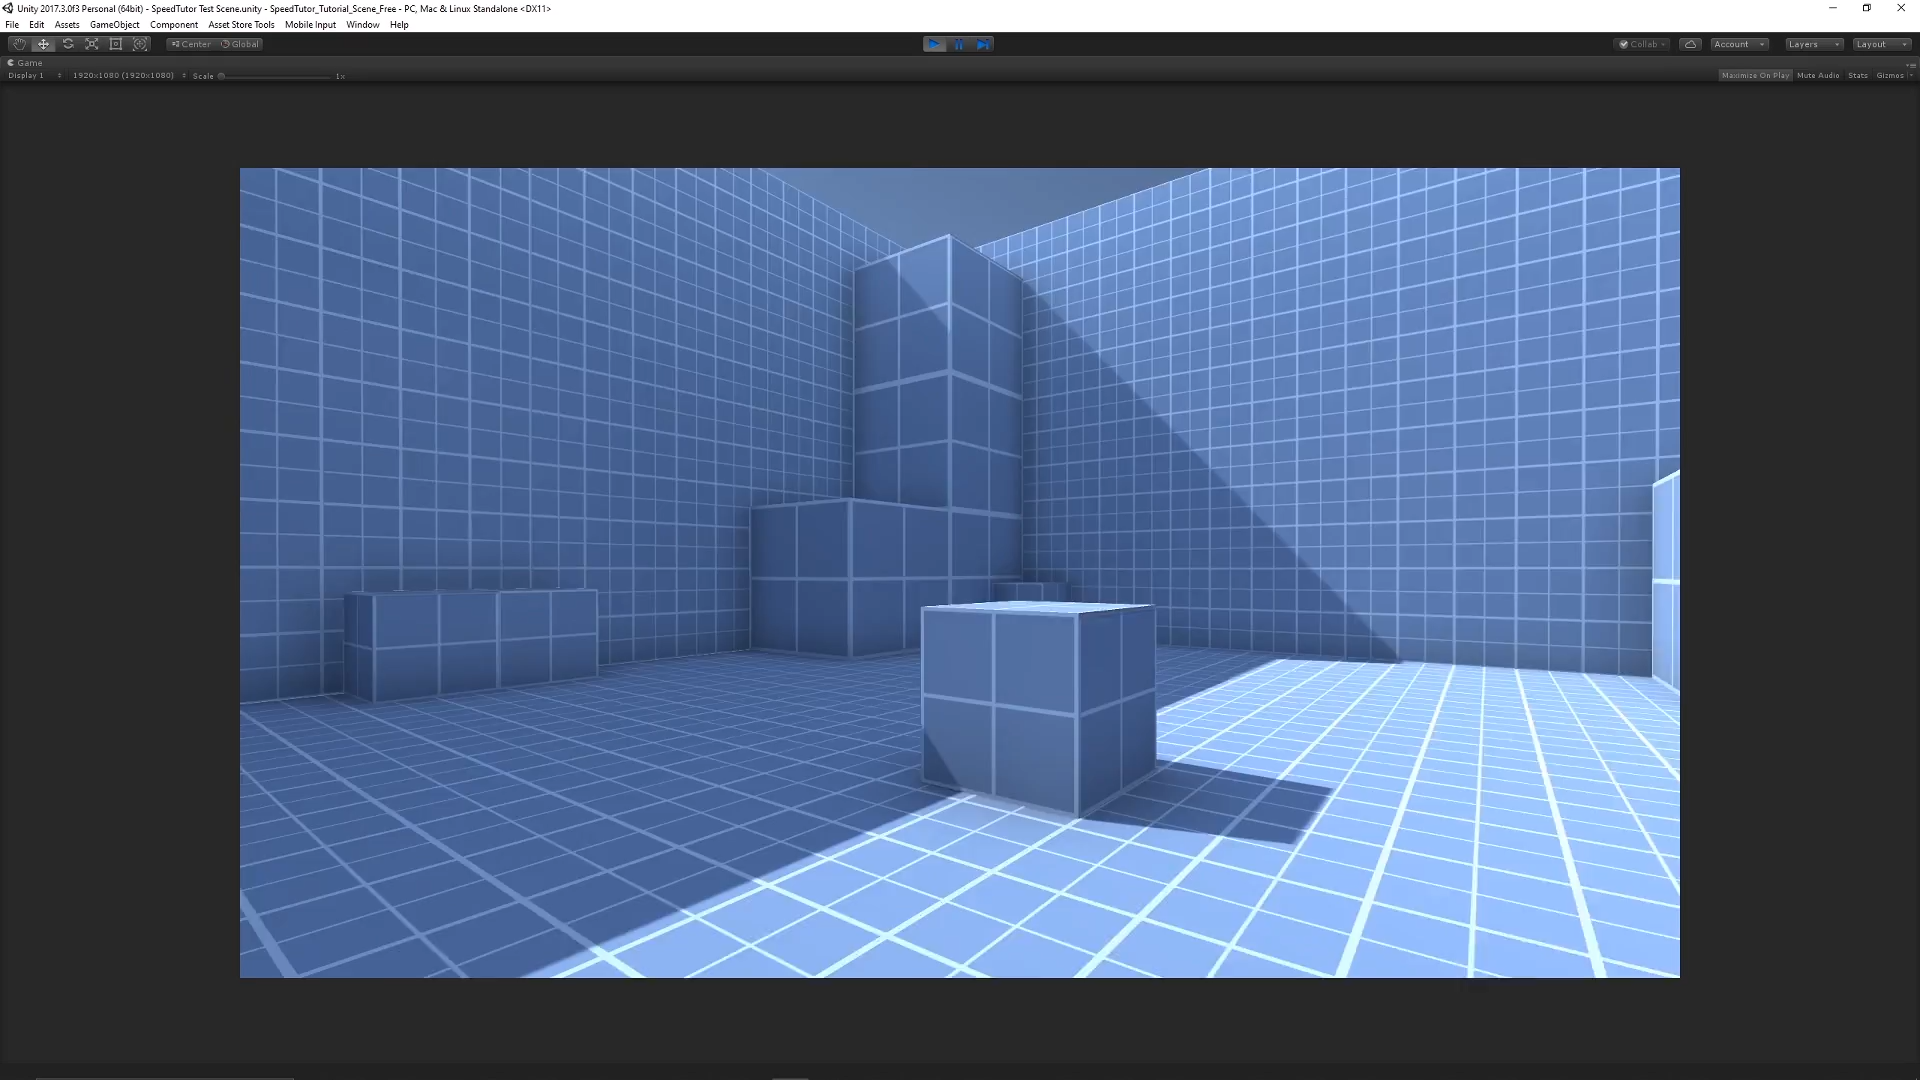 Unity 2017.3.0f3 Personal (64bit) - SpeedTutor Test Scene.unity - SpeedTutor_Tutorial_Scene_Free - PC, Mac & Linux Standalone <DX11>
File Edit Assets GameObject Component Asset Store Tools Mobile Input Window Help
Center Global Collab Account Layers Layout
Game
Display 1 1920x1080 (1920x1080) Scale 1x Maximize On Play Mute Audio Stats Gizmos